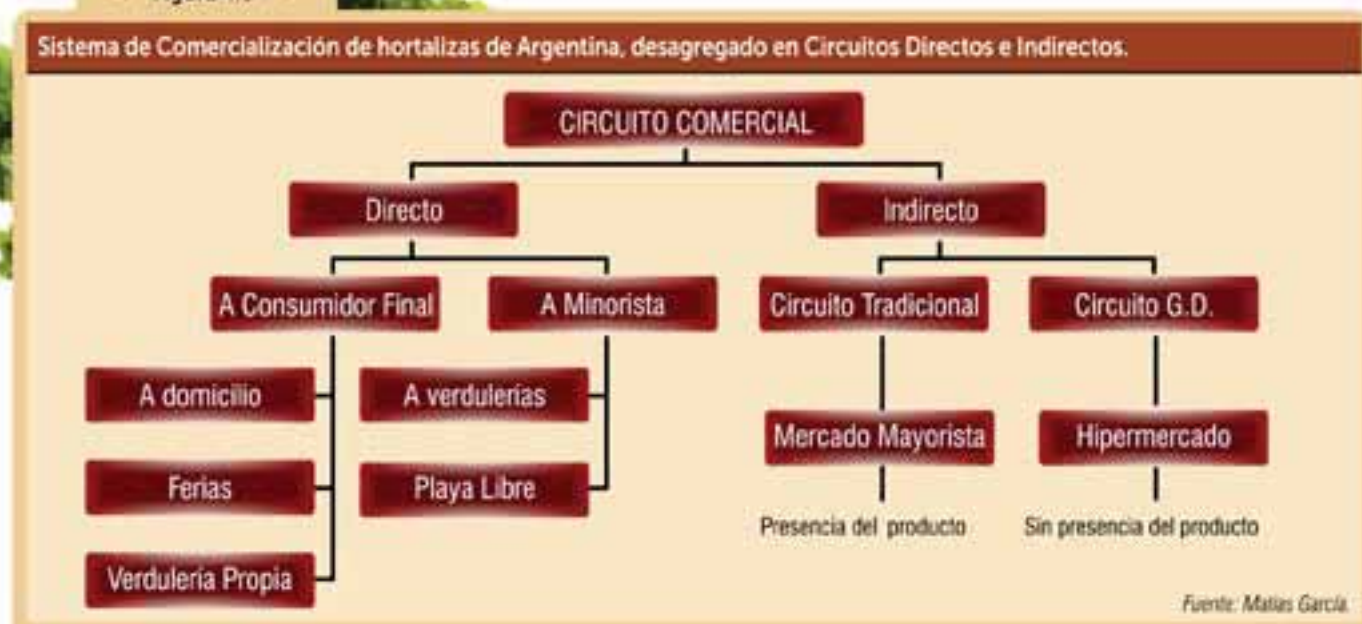 Sistema de Comercialización de hortalizas de Argentina, desagregado en Circuitos Directos e Indirectos.
CIRCUITO COMERCIAL
Directo
Indirecto
A Consumidor Final
A Minorista
Circuito Tradicional
Circuito G.D.
A domicilio
A verdulerías
Mercado Mayorista
Hipermercado
Ferias
Playa Libre
Presencia del producto
Sin presencia del producto
Verdulería Propia
Fuente: Matías García.